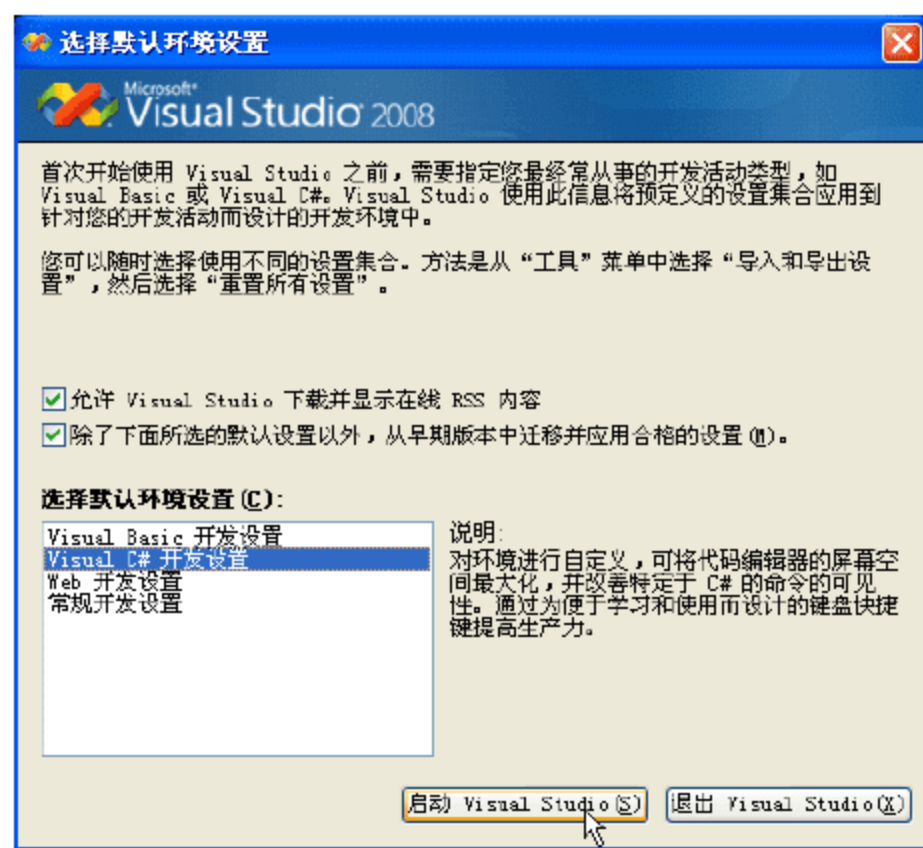 选择默认环境设置
Microsoft®
Visual Studio 2008
首次开始使用 Visual Studio 之前，需要指定您最经常从事的开发活动类型，如
Visual Basic 或 Visual C#。Visual Studio 使用此信息将预定义的设置集合应用到
针对您的开发活动而设计的开发环境中。
您可以随时选择使用不同的设置集合。方法是从“工具”菜单中选择“导入和导出设
置”，然后选择“重置所有设置”。
允许 Visual Studio 下载并显示在线 RSS 内容
除了下面所选的默认设置以外，从早期版本中迁移并应用合格的设置(M)。
选择默认环境设置(C):
Visual Basic 开发设置
Visual C# 开发设置
Web 开发设置
常规开发设置
说明:
对环境进行自定义，可将代码编辑器的屏幕空
间最大化，并改善特定于 C# 的命令的可见
性。通过为便于学习和使用而设计的键盘快捷
键提高生产力。
启动 Visual Studio(S)
退出 Visual Studio(X)